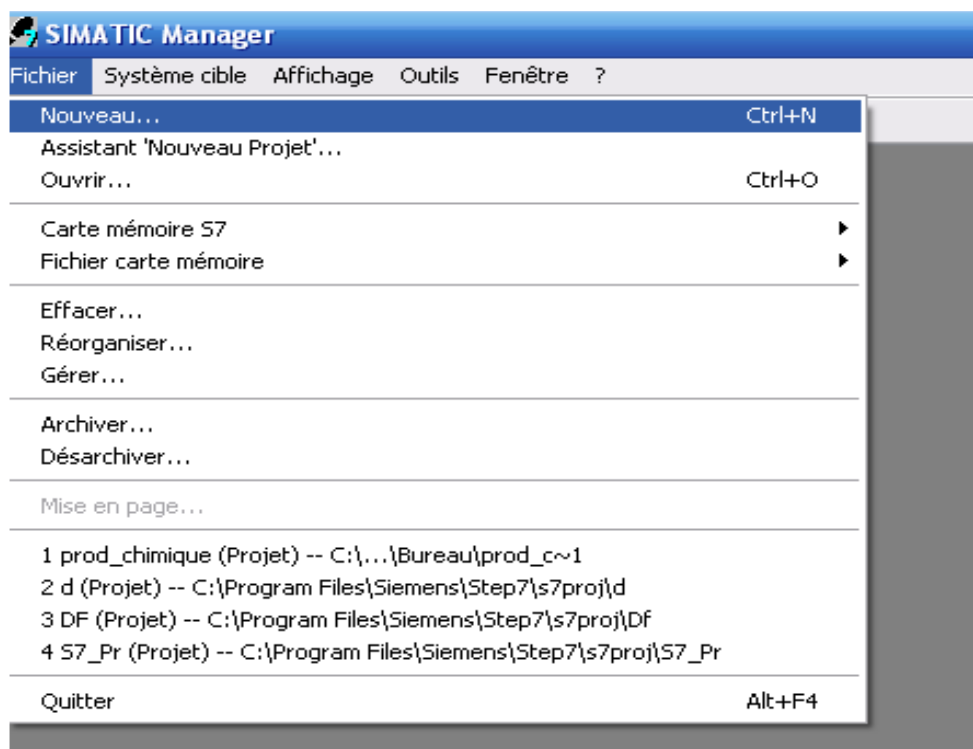 SIMATIC Manager
Fichier Système cible Affichage Outils Fenêtre ?
Nouveau... Ctrl+N
Assistant 'Nouveau Projet'...
Ouvrir... Ctrl+O
Carte mémoire S7
Fichier carte mémoire
Effacer...
Réorganiser...
Gérer...
Archiver...
Désarchiver...
Mise en page...
1 prod_chimique (Projet) -- C:\...\Bureau\prod_c~1
2 d (Projet) -- C:\Program Files\Siemens\Step7\s7proj\d
3 DF (Projet) -- C:\Program Files\Siemens\Step7\s7proj\Df
4 S7_Pr (Projet) -- C:\Program Files\Siemens\Step7\s7proj\S7_Pr
Quitter Alt+F4